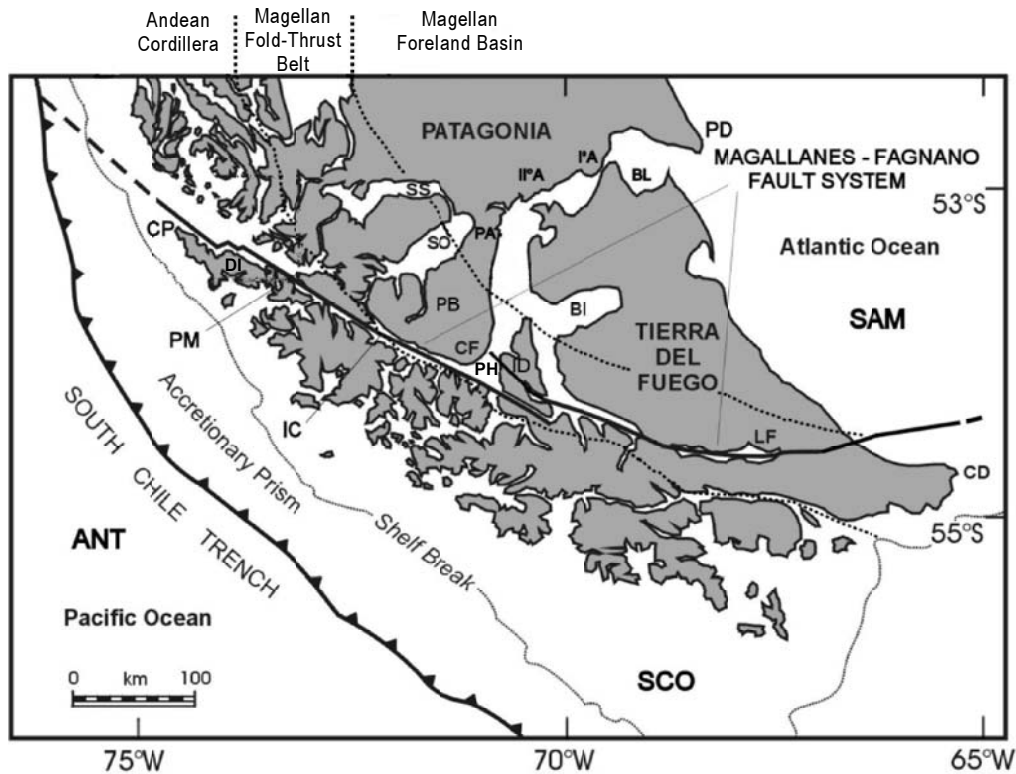 Andean
Cordillera
Magellan
Fold-Thrust
Belt
Magellan
Foreland Basin
PATAGONIA
PD
I°A
II°A
BL
MAGALLANES - FAGNANO
FAULT SYSTEM
SS
53°S
CP
SO
PA
Atlantic Ocean
DI
PB
BI
SAM
PM
TIERRA
DEL
FUEGO
CF
PH
ID
IC
LF
CD
SOUTH CHILE TRENCH
Accretionary Prism
Shelf Break
55°S
ANT
Pacific Ocean
SCO
0 km 100
75°W
70°W
65°W